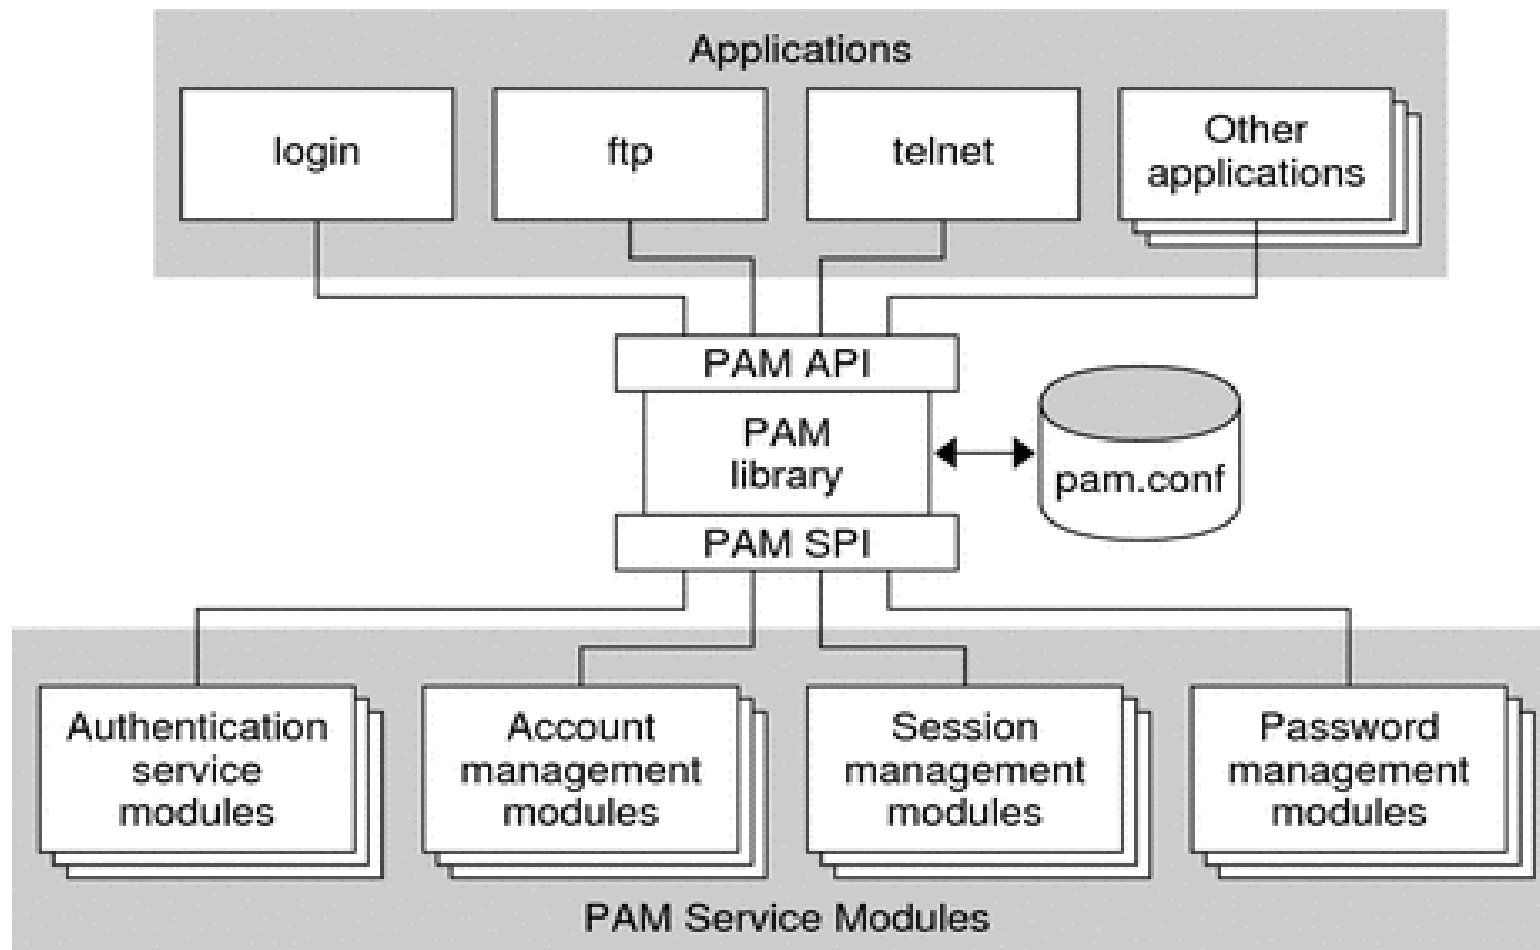 Applications
login
ftp
telnet
Other
applications
PAM API
PAM
library
pam.conf
PAM SPI
Authentication
service
modules
Account
management
modules
Session
management
modules
Password
management
modules
PAM Service Modules